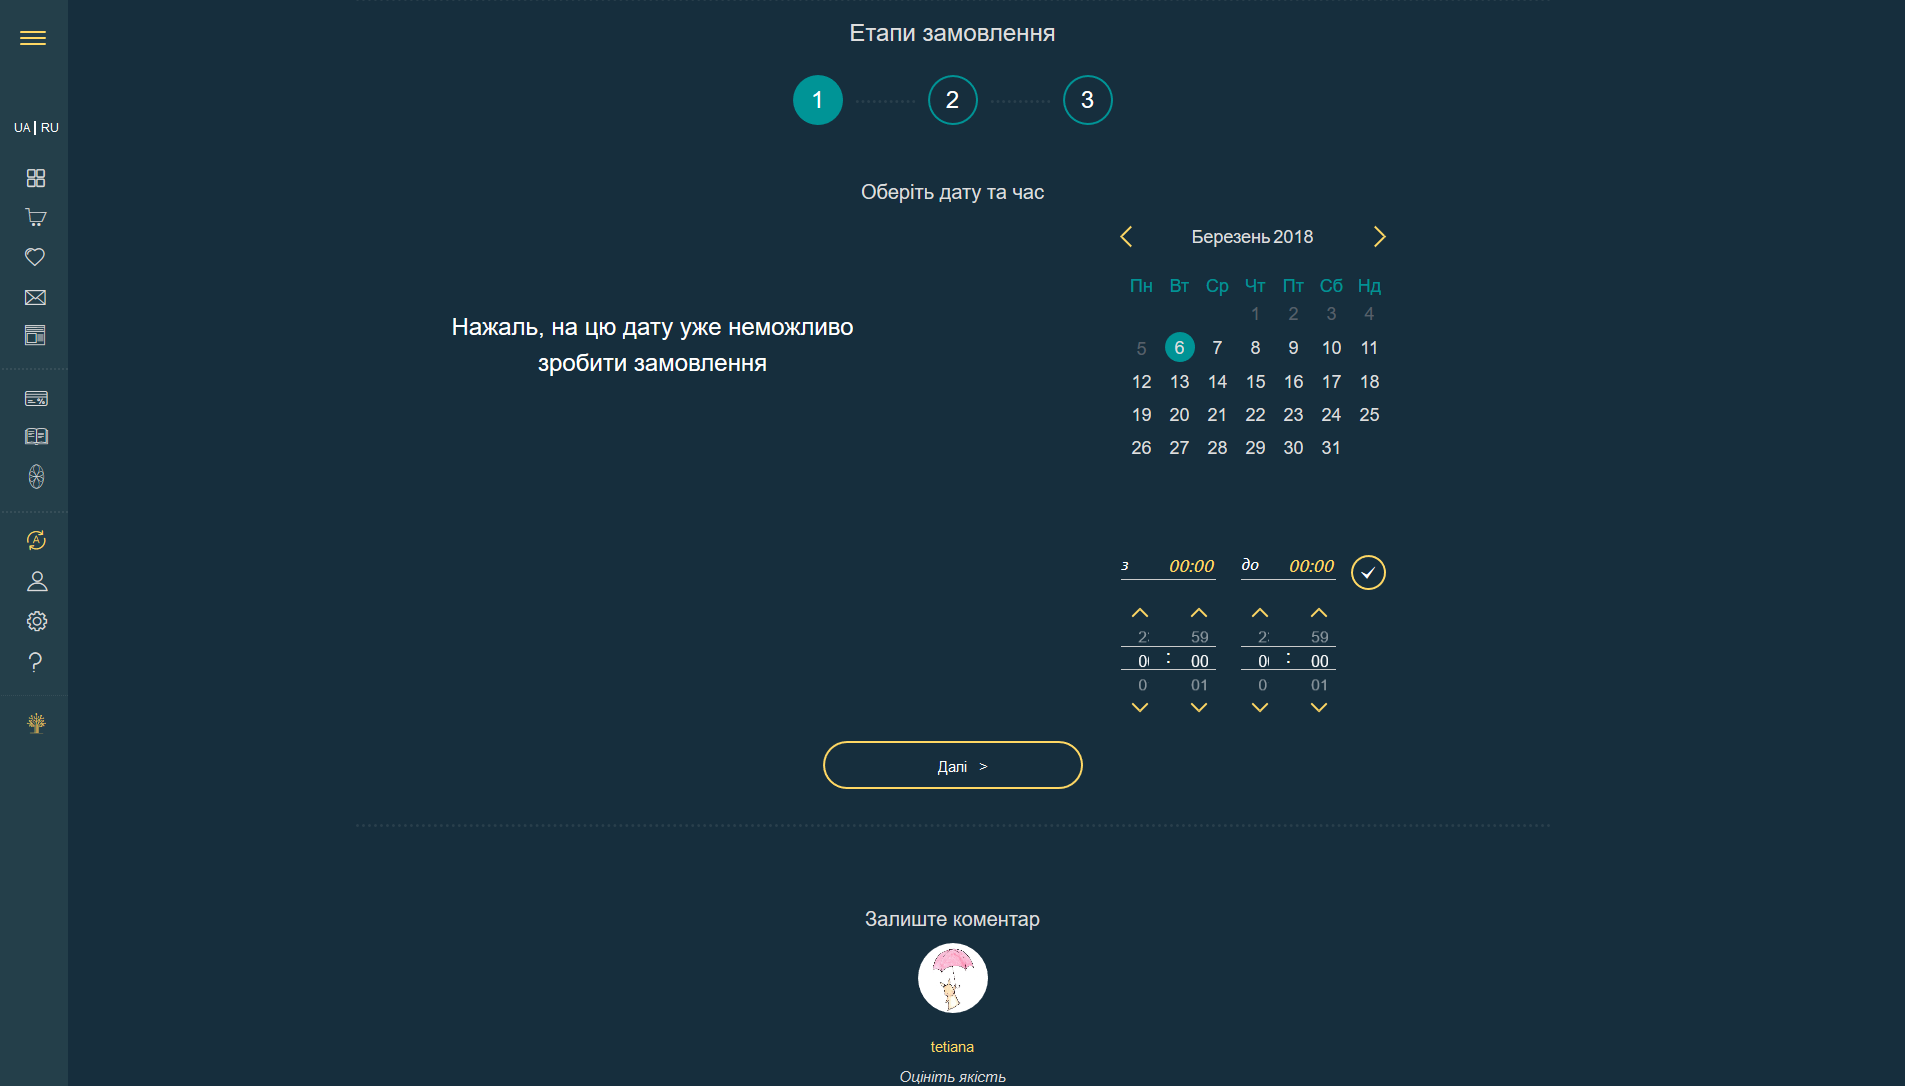 Етапи замовлення
1 2 3
UA | RU
Оберіть дату та час
Березень 2018
Пн Вт Ср Чт Пт Сб Нд
1 2 3 4
5 6 7 8 9 10 11
12 13 14 15 16 17 18
19 20 21 22 23 24 25
26 27 28 29 30 31
Нажаль, на цю дату уже неможливо
зробити замовлення
з 00:00 до 00:00
59 59
: 00 : 00
0 01 0 01
Далі >
Залиште коментар
tetiana
Оцініть якість